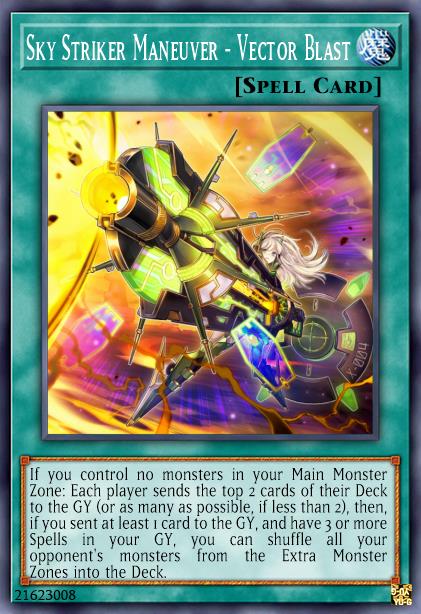 Sky Striker Maneuver - Vector Blast
魔
[Spell Card]
X-004
If you control no monsters in your Main Monster
Zone: Each player sends the top 2 cards of their Deck
to the GY (or as many as possible, if less than 2), then,
if you sent at least 1 card to the GY, and have 3 or more
Spells in your GY, you can shuffle all your
opponent's monsters from the Extra Monster
Zones into the Deck.
21623008